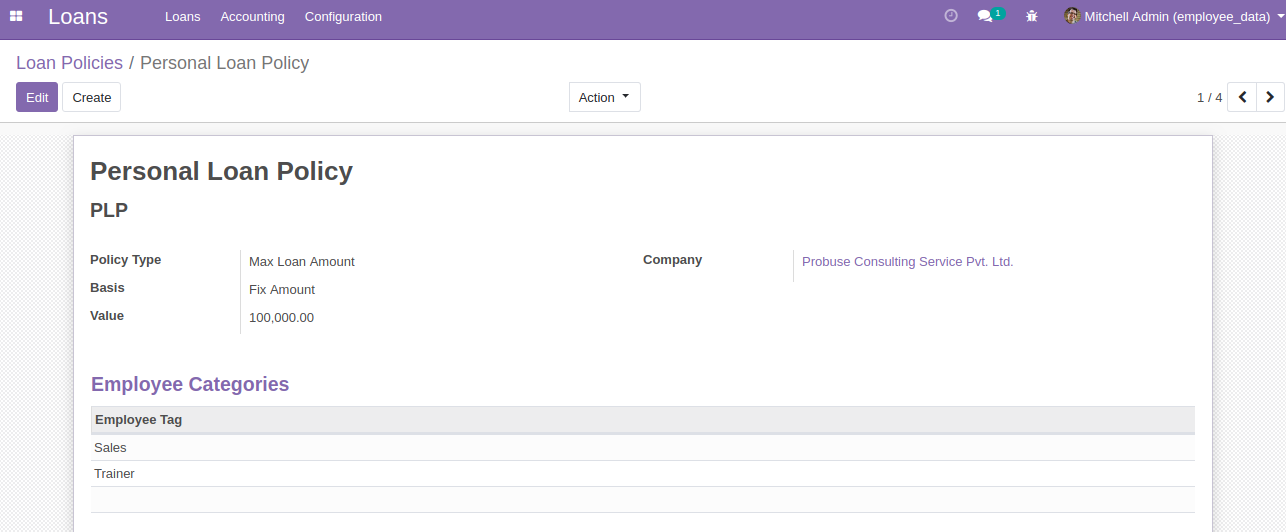 Loans Loans Accounting Configuration 1 Mitchell Admin (employee_data)
Loan Policies / Personal Loan Policy
Edit Create Action 1 / 4
Personal Loan Policy
PLP
Policy Type Max Loan Amount Company Probuse Consulting Service Pvt. Ltd.
Basis Fix Amount
Value 100,000.00
Employee Categories
Employee Tag
Sales
Trainer